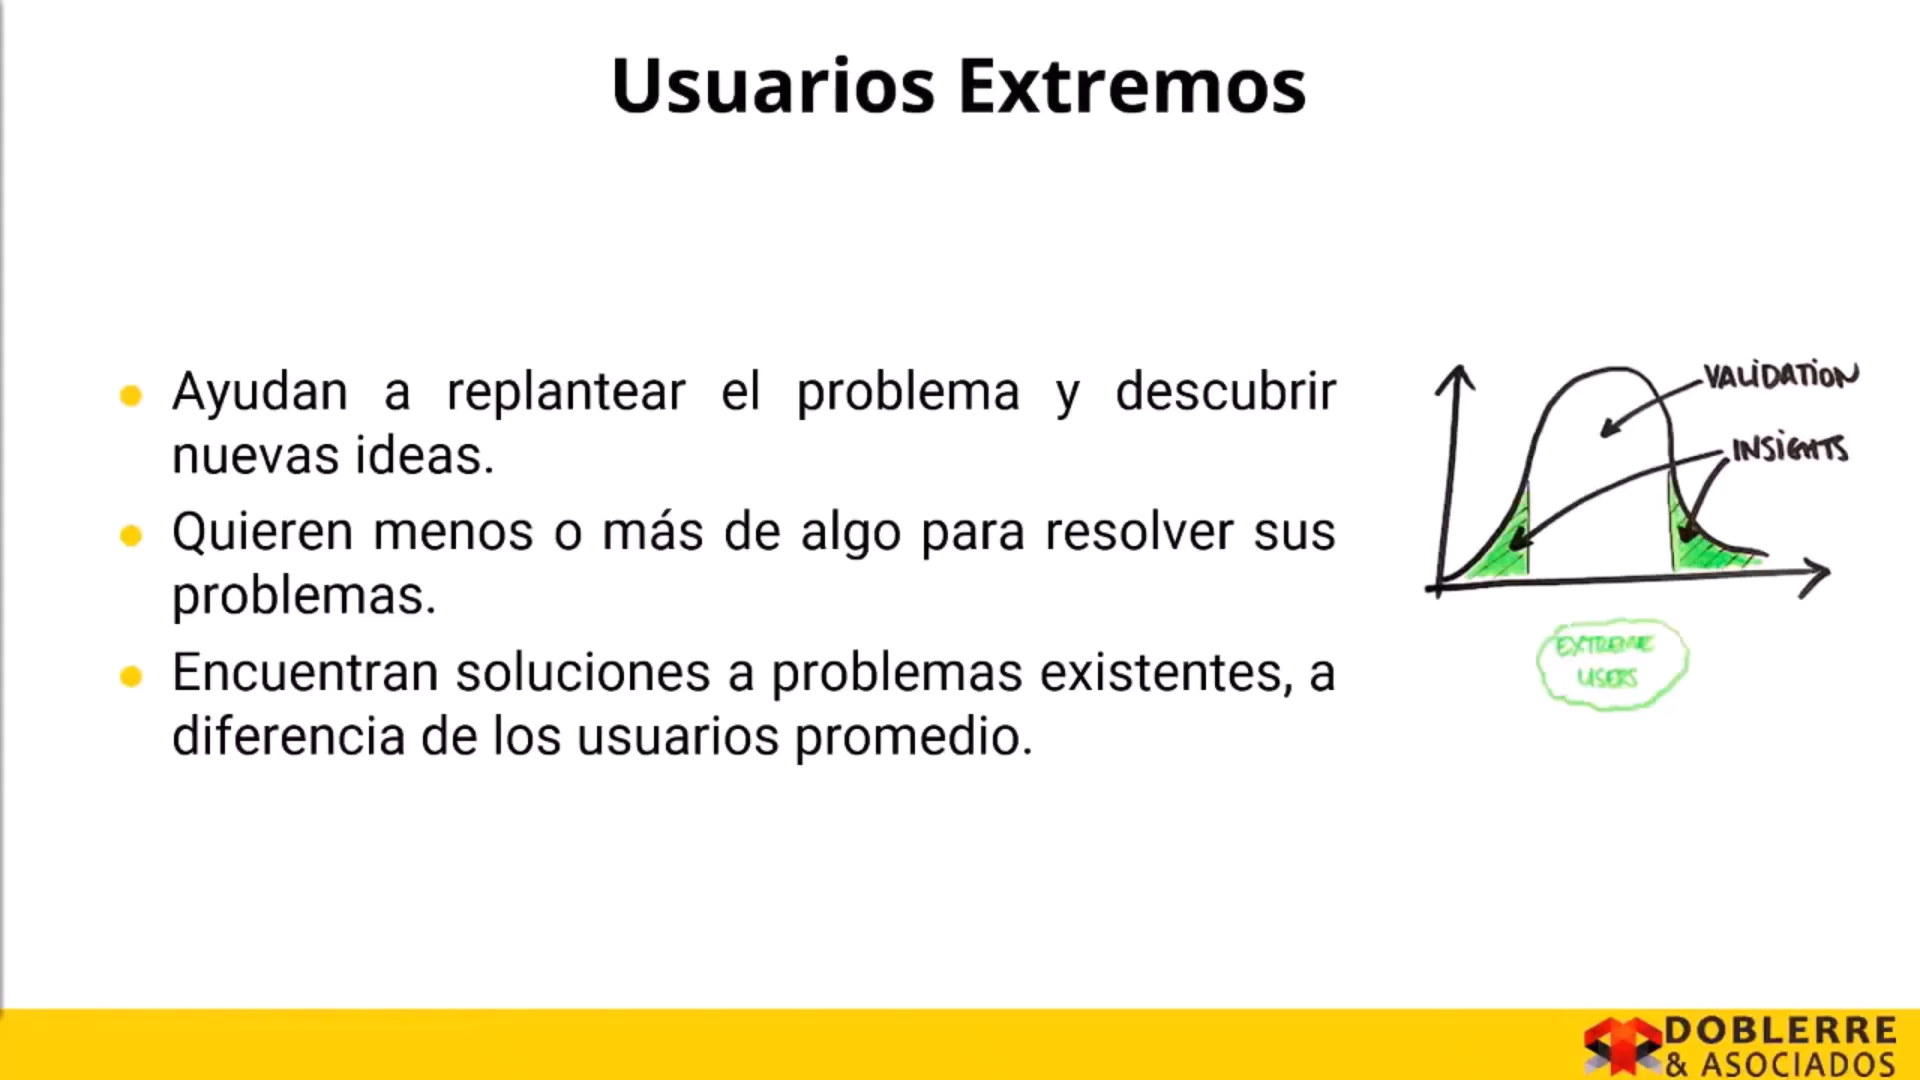 Usuarios Extremos
Ayudan a replantear el problema y descubrir
nuevas ideas.
Quieren menos o más de algo para resolver sus
problemas.
Encuentran soluciones a problemas existentes, a
diferencia de los usuarios promedio.
VALIDATION
INSIGHTS
EXTREME
USERS
DOBLERRE
& ASOCIADOS